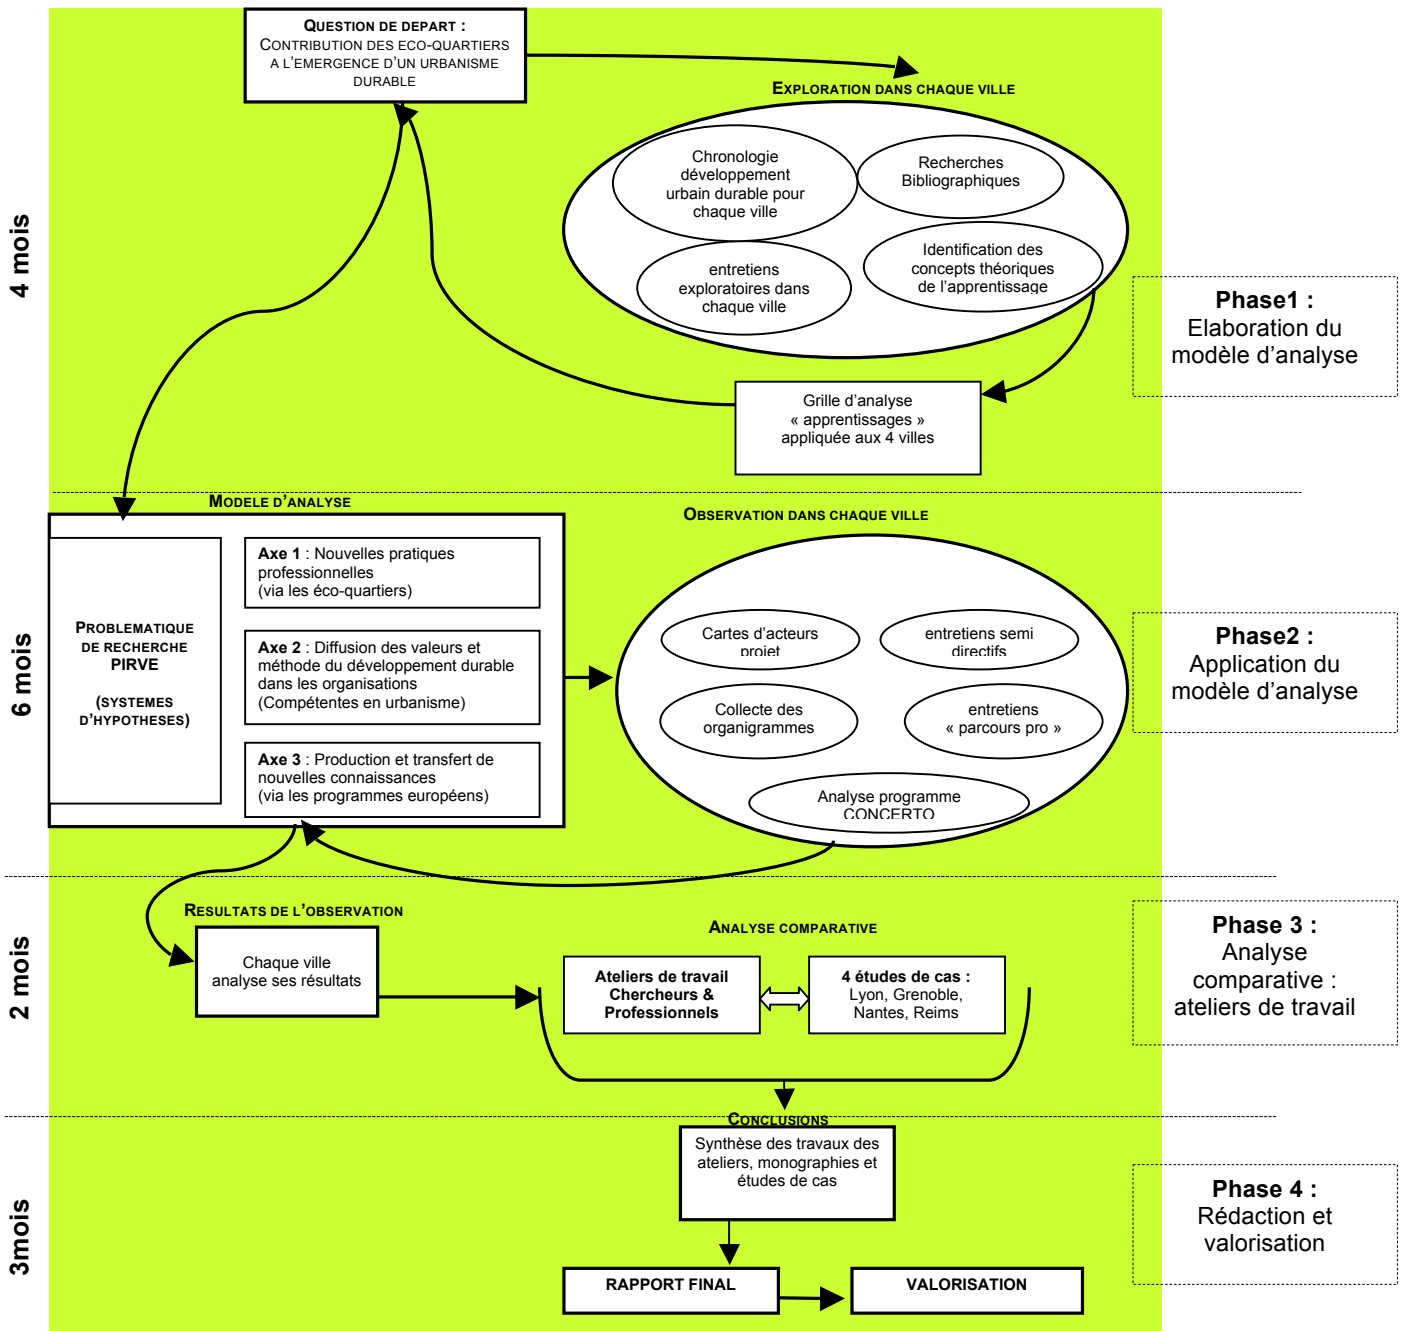 QUESTION DE DEPART :
CONTRIBUTION DES ECO-QUARTIERS
A L'EMERGENCE D'UN URBANISME
DURABLE
EXPLORATION DANS CHAQUE VILLE
Chronologie
développement
urbain durable pour
chaque ville
Recherches
Bibliographiques
entretiens
exploratoires dans
chaque ville
Identification des
concepts théoriques
de l’apprentissage
Grille d’analyse
« apprentissages »
appliquée aux 4 villes
4 mois
Phase1 :
Elaboration du
modèle d’analyse
MODELE D’ANALYSE
PROBLEMATIQUE
DE RECHERCHE
PIRVE
(SYSTEMES
D’HYPOTHESES)
Axe 1 : Nouvelles pratiques
professionnelles
(via les éco-quartiers)
Axe 2 : Diffusion des valeurs et
méthode du développement durable
dans les organisations
(Compétentes en urbanisme)
Axe 3 : Production et transfert de
nouvelles connaissances
(via les programmes européens)
OBSERVATION DANS CHAQUE VILLE
Cartes d’acteurs
projet
entretiens semi
directifs
Collecte des
organigrammes
entretiens
« parcours pro »
Analyse programme
CONCERTO
6 mois
Phase2 :
Application du
modèle d’analyse
RESULTATS DE L’OBSERVATION
Chaque ville
analyse ses résultats
ANALYSE COMPARATIVE
Ateliers de travail
Chercheurs &
Professionnels
4 études de cas :
Lyon, Grenoble,
Nantes, Reims
2 mois
Phase 3 :
Analyse
comparative :
ateliers de travail
CONCLUSIONS
Synthèse des travaux des
ateliers, monographies et
études de cas
RAPPORT FINAL
VALORISATION
3mois
Phase 4 :
Rédaction et
valorisation